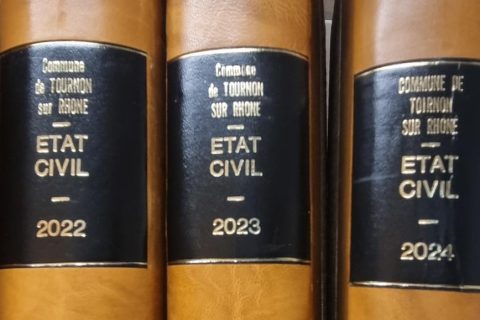 Commune
de TOURNON
sur RHONE
ETAT
CIVIL
2022
Commune
de TOURNON
SUR RHONE
ETAT
CIVIL
2023
COMMUNE DE
TOURNON
SUR RHONE
ETAT
CIVIL
2024